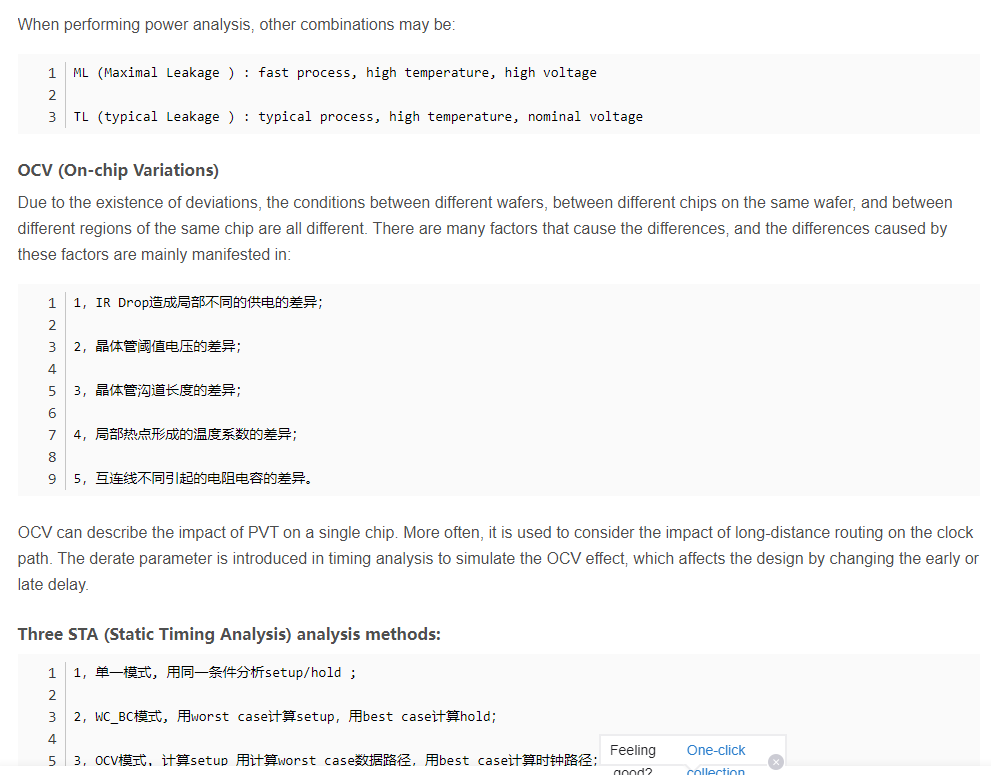 When performing power analysis, other combinations may be:
1 ML (Maximal Leakage ) : fast process, high temperature, high voltage
2
3 TL (typical Leakage ) : typical process, high temperature, nominal voltage
OCV (On-chip Variations)
Due to the existence of deviations, the conditions between different wafers, between different chips on the same wafer, and between
different regions of the same chip are all different. There are many factors that cause the differences, and the differences caused by
these factors are mainly manifested in:
1 1, IR Drop造成局部不同的供电的差异;
2
3 2, 晶体管阈值电压的差异;
4
5 3, 晶体管沟道长度的差异;
6
7 4, 局部热点形成的温度系数的差异;
8
9 5, 互连线不同引起的电阻电容的差异。
OCV can describe the impact of PVT on a single chip. More often, it is used to consider the impact of long-distance routing on the clock
path. The derate parameter is introduced in timing analysis to simulate the OCV effect, which affects the design by changing the early or
late delay.
Three STA (Static Timing Analysis) analysis methods:
1 1, 单一模式, 用同一条件分析setup/hold ;
2
3 2, WC_BC模式, 用worst case计算setup, 用best case计算hold;
4
5 3, OCV模式, 计算setup 用计算worst case数据路径, 用best case计算时钟路径;
Feeling good?
One-click collection